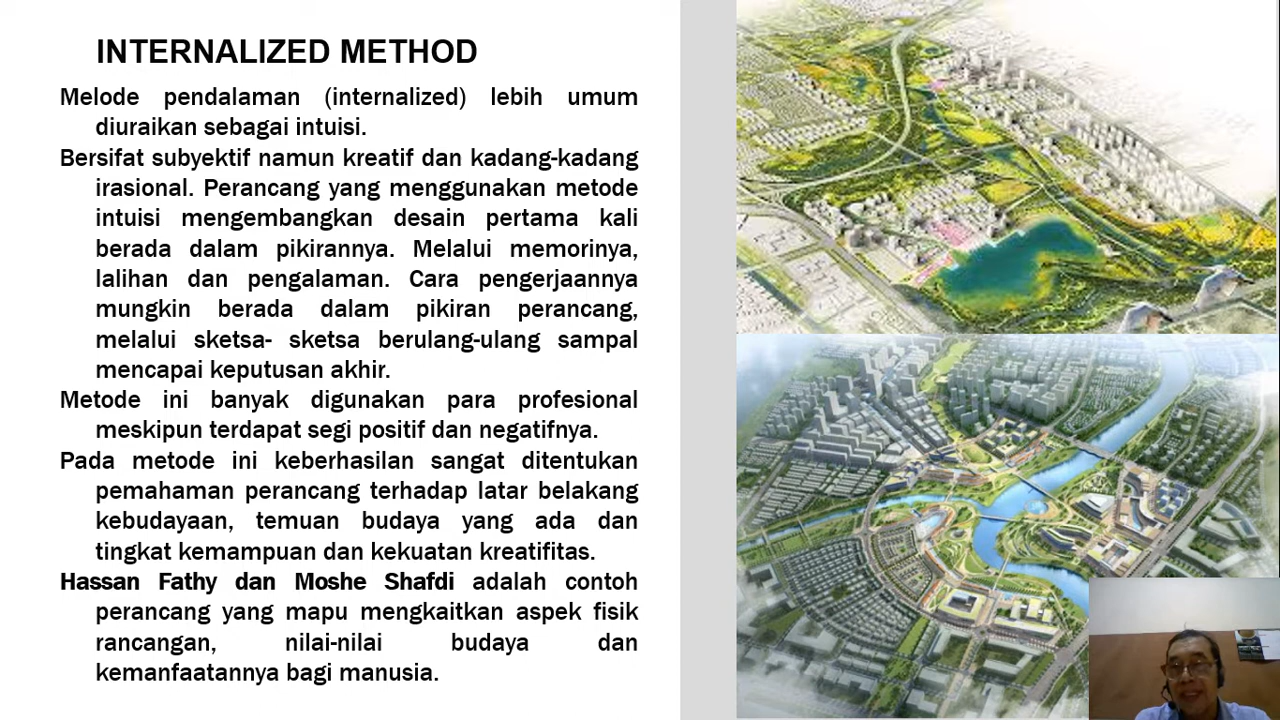 INTERNALIZED METHOD
Melode pendalaman (internalized) lebih umum
diuraikan sebagai intuisi.
Bersifat subyektif namun kreatif dan kadang-kadang
irasional. Perancang yang menggunakan metode
intuisi mengembangkan desain pertama kali
berada dalam pikirannya. Melalui memorinya,
lalihan dan pengalaman. Cara pengerjaannya
mungkin berada dalam pikiran perancang,
melalui sketsa- sketsa berulang-ulang sampal
mencapai keputusan akhir.
Metode ini banyak digunakan para profesional
meskipun terdapat segi positif dan negatifnya.
Pada metode ini keberhasilan sangat ditentukan
pemahaman perancang terhadap latar belakang
kebudayaan, temuan budaya yang ada dan
tingkat kemampuan dan kekuatan kreatifitas.
Hassan Fathy dan Moshe Shafdi adalah contoh
perancang yang mapu mengkaitkan aspek fisik
rancangan, nilai-nilai budaya dan
kemanfaatannya bagi manusia.